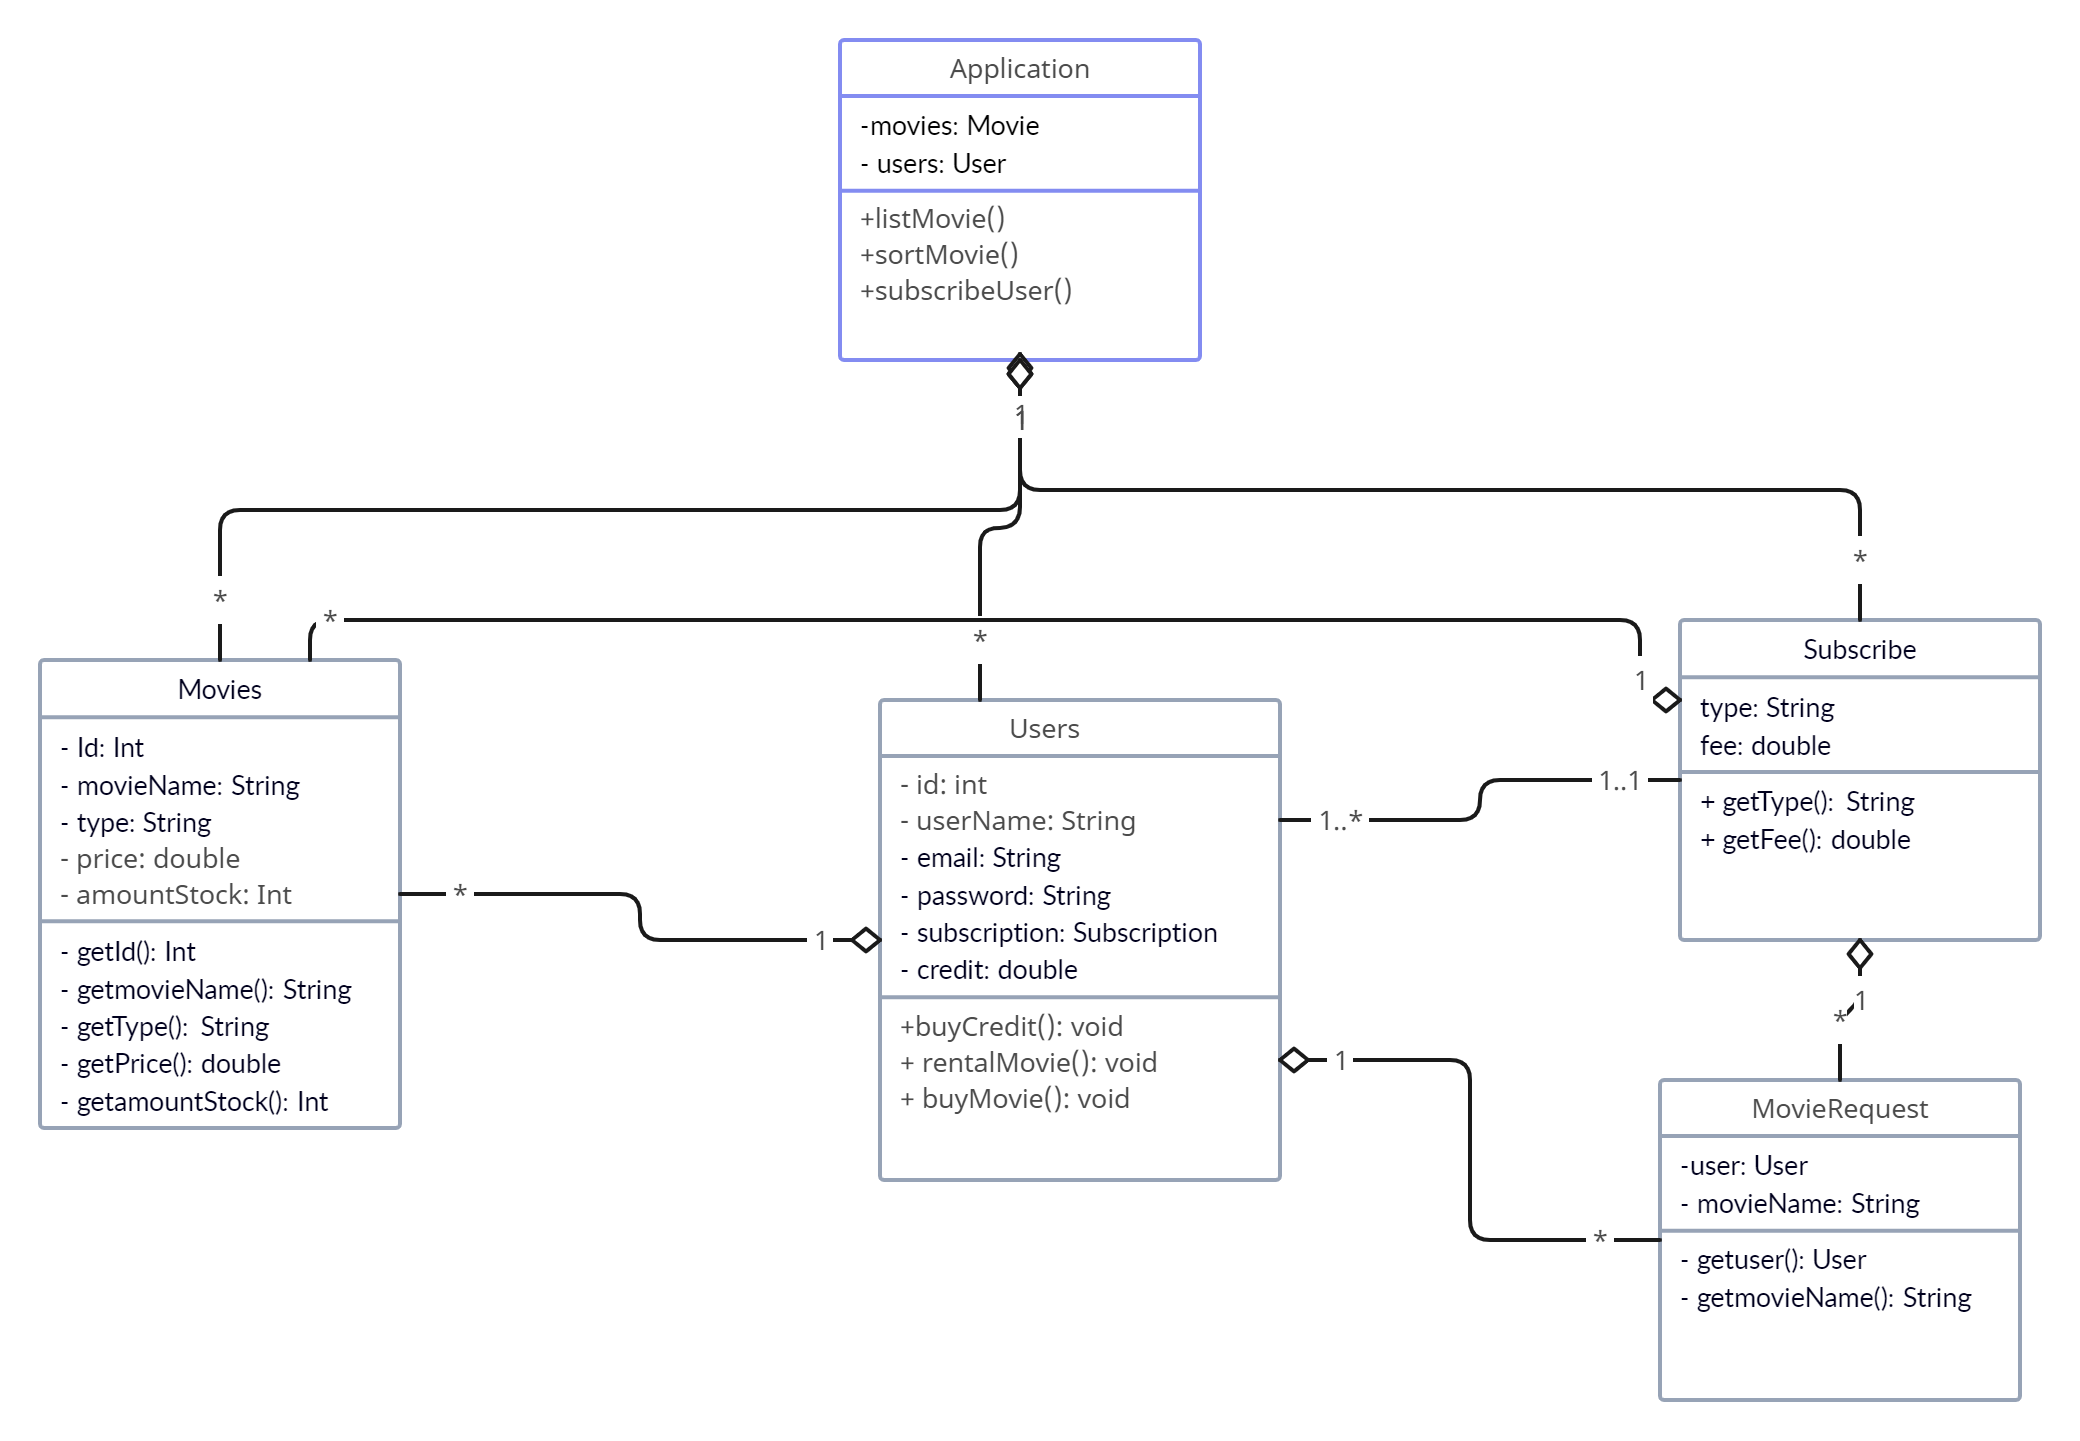 Application
-movies: Movie
- users: User
+listMovie()
+sortMovie()
+subscribeUser()
1
*
*
*
*
1
Movies
- Id: Int
- movieName: String
- type: String
- price: double
- amountStock: Int
- getId(): Int
- getmovieName(): String
- getType():  String
- getPrice(): double
- getamountStock(): Int
*
1
Users
- id: int
- userName: String
- email: String
- password: String
- subscription: Subscription
- credit: double
+buyCredit(): void
+ rentalMovie(): void
+ buyMovie(): void
1..*
1..1
Subscribe
type: String
fee: double
+ getType():  String
+ getFee(): double
1
*
1
*
MovieRequest
-user: User
- movieName: String
- getuser(): User
- getmovieName(): String